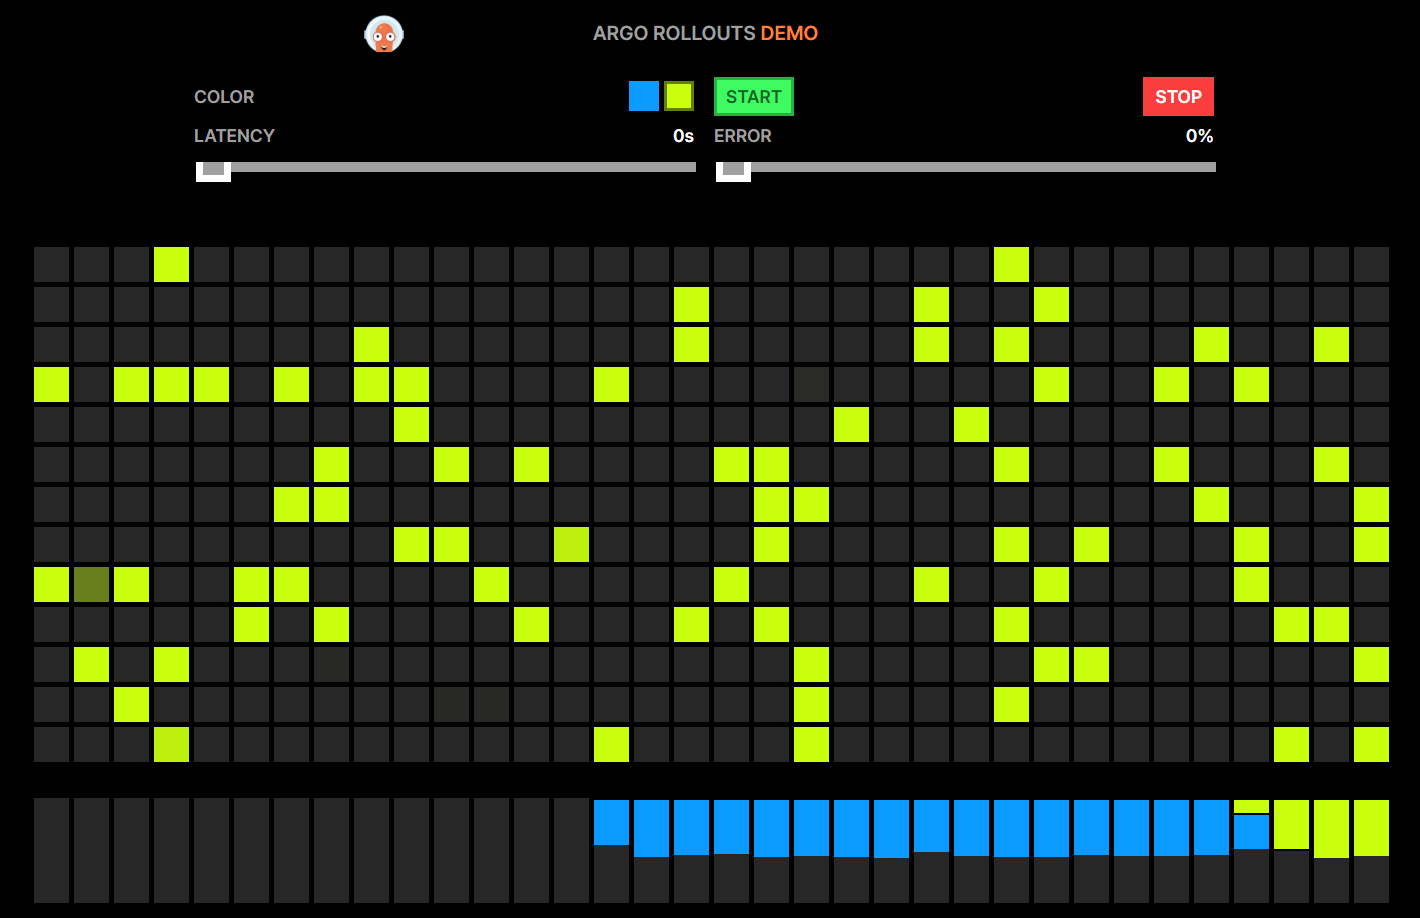 ARGO ROLLOUTS DEMO
COLOR
START
STOP
LATENCY
0s
ERROR
0%